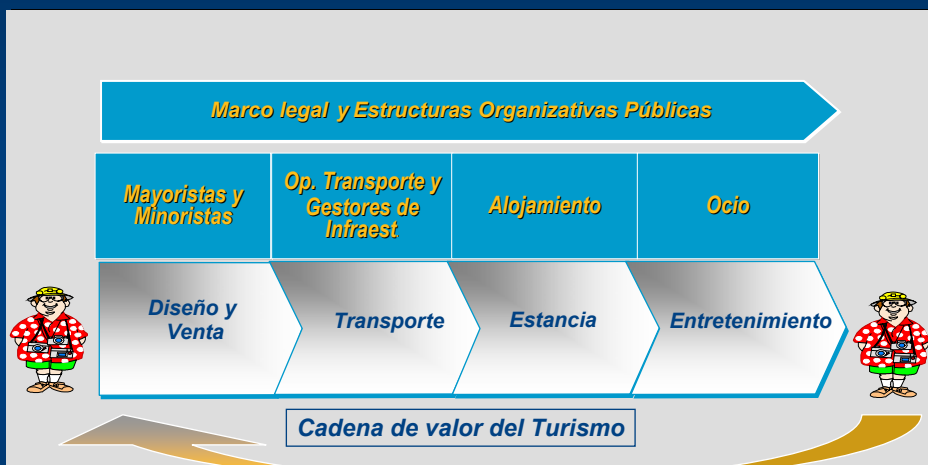 Marco legal y Estructuras Organizativas Públicas
Mayoristas y
Minoristas
Op. Transporte y
Gestores de
Infraest
Alojamiento
Ocio
Diseño y
Venta
Transporte
Estancia
Entretenimiento
Cadena de valor del Turismo